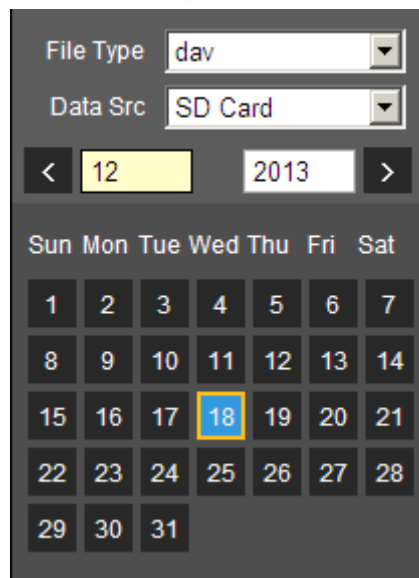 File Type dav
Data Src SD Card
< 12 2013 >
Sun Mon Tue Wed Thu Fri Sat
1 2 3 4 5 6 7
8 9 10 11 12 13 14
15 16 17 18 19 20 21
22 23 24 25 26 27 28
29 30 31